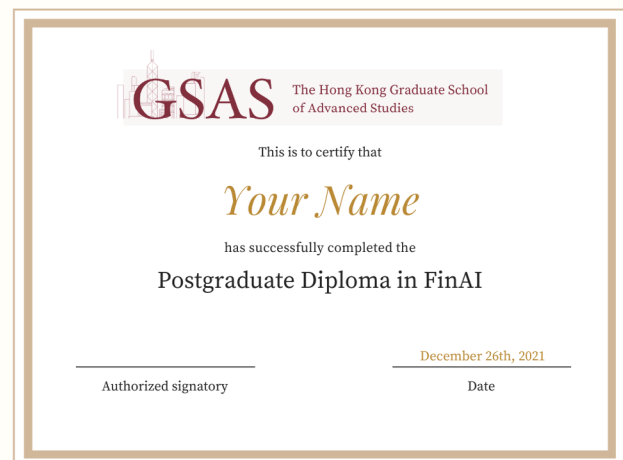 GSAS
The Hong Kong Graduate School
of Advanced Studies
This is to certify that
Your Name
has successfully completed the
Postgraduate Diploma in FinAI
December 26th, 2021
Authorized signatory
Date